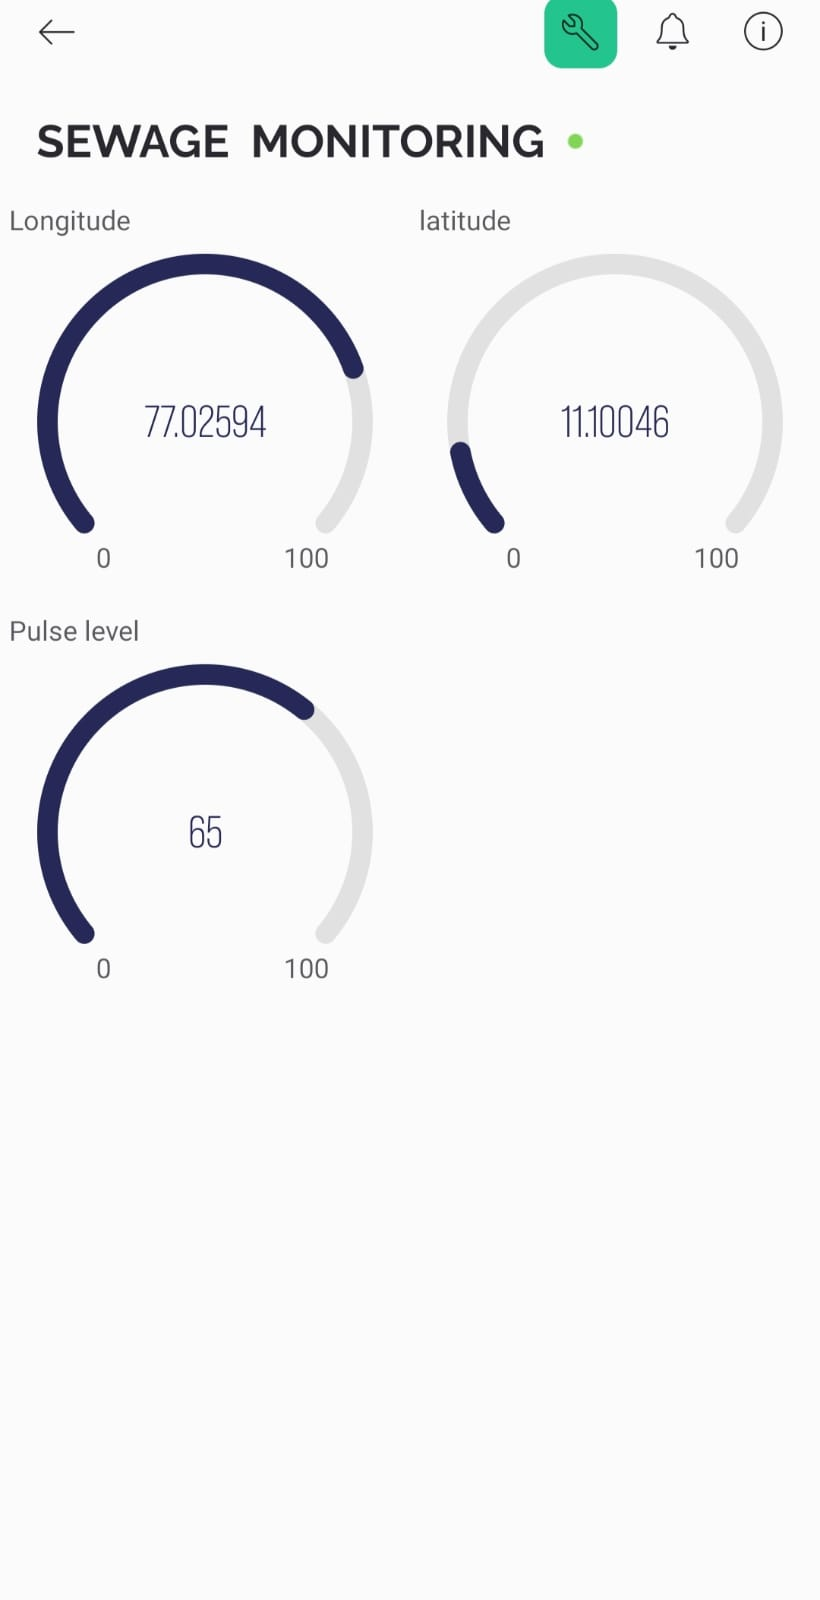 SEWAGE MONITORING
Longitude
latitude
77.02594
11.10046
0
100
0
100
Pulse level
65
0
100